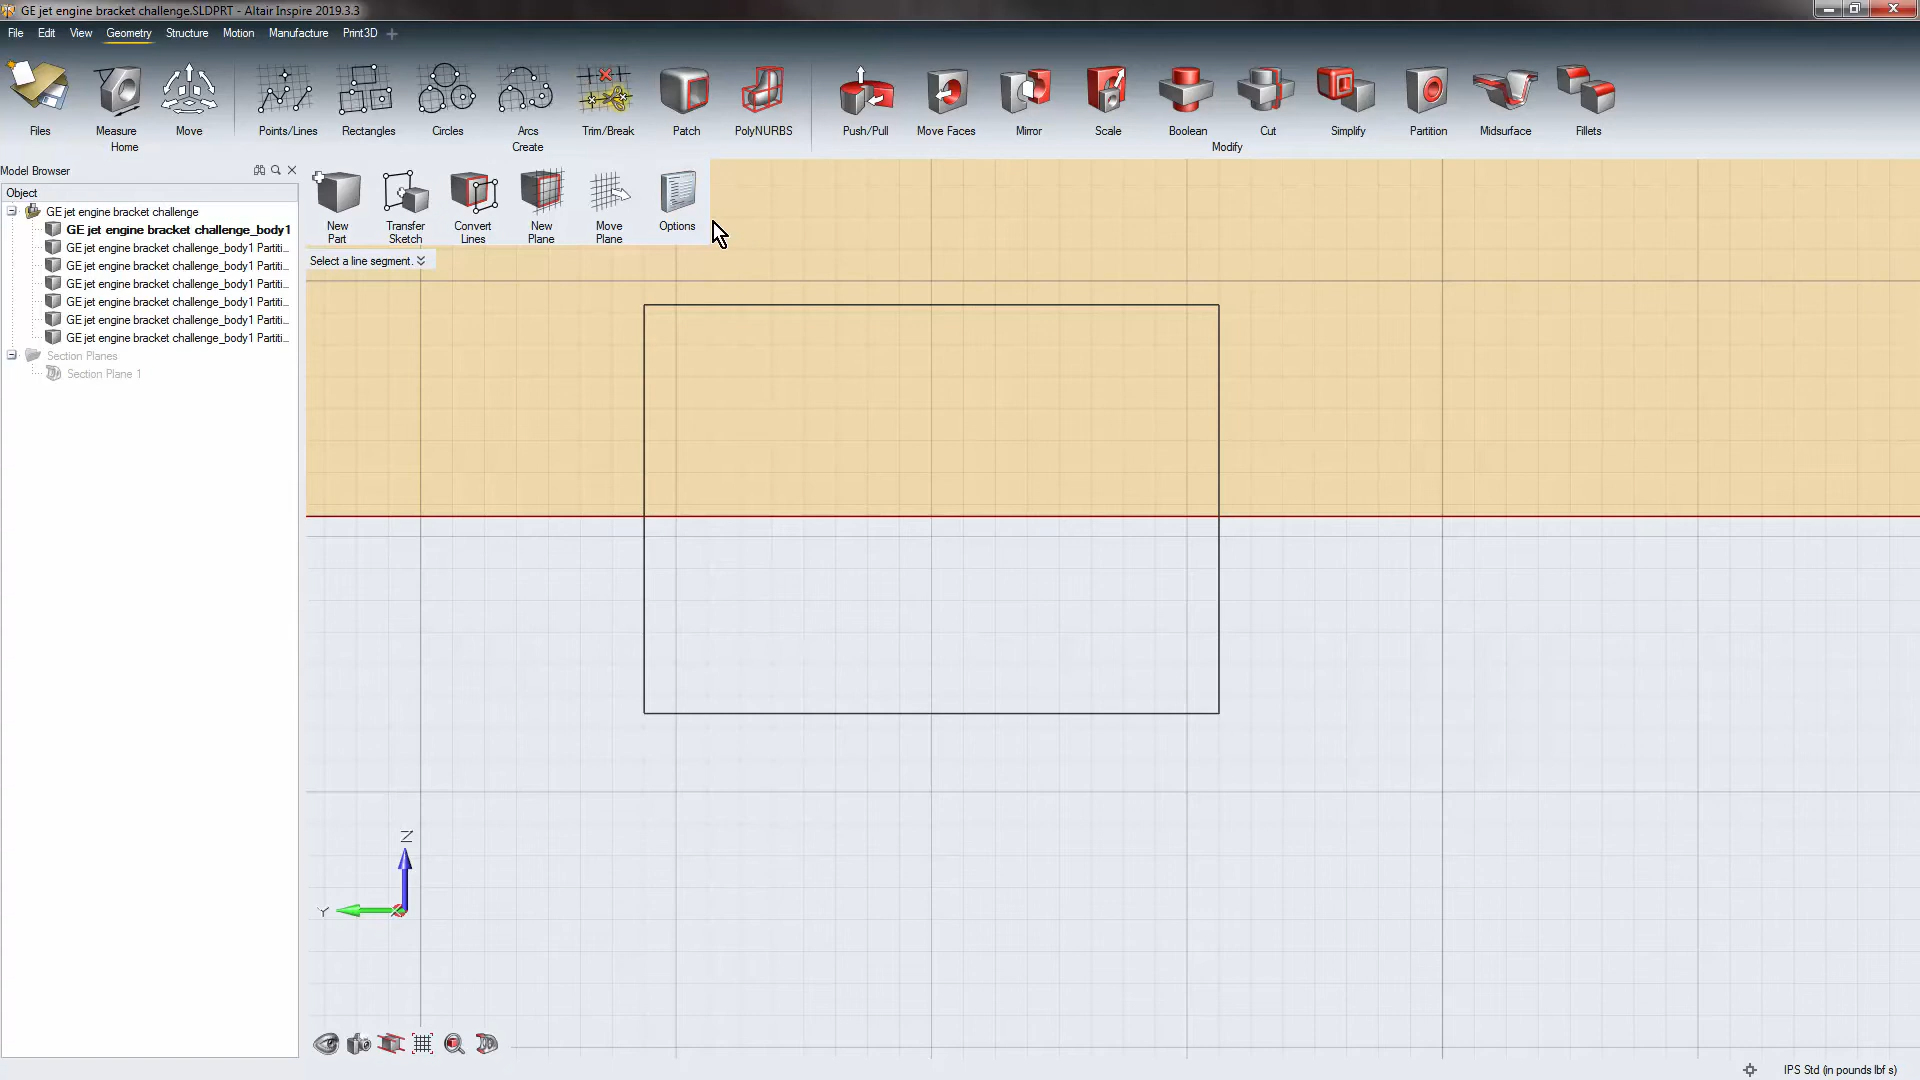 GE jet engine bracket challenge.SLDPRT - Altair Inspire 2019.3.3
File Edit View Geometry Structure Motion Manufacture Print3D
Files Measure Move Points/Lines Rectangles Circles Arcs Trim/Break Patch PolyNURBS Push/Pull Move Faces Mirror Scale Boolean Cut Simplify Partition Midsurface Fillets
Home Create Modify
Model Browser
Object
GE jet engine bracket challenge
GE jet engine bracket challenge_body1
GE jet engine bracket challenge_body1 Partiti...
GE jet engine bracket challenge_body1 Partiti...
GE jet engine bracket challenge_body1 Partiti...
GE jet engine bracket challenge_body1 Partiti...
GE jet engine bracket challenge_body1 Partiti...
GE jet engine bracket challenge_body1 Partiti...
Section Planes
Section Plane 1
New Part
Transfer Sketch
Convert Lines
New Plane
Move Plane
Options
Select a line segment.
Z
Y
IPS Std (in pounds lbf s)